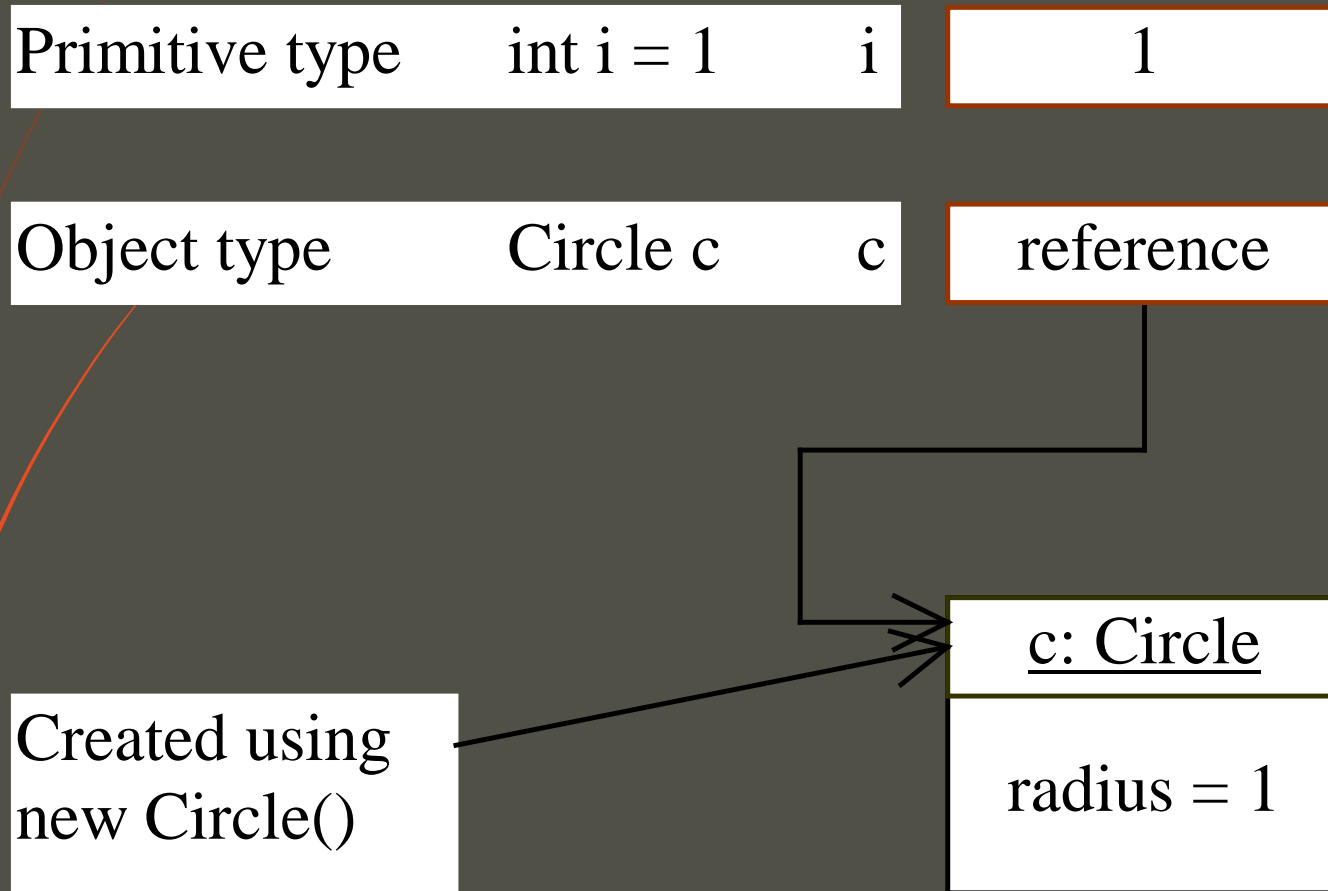 Primitive type int i = 1 i 1
Object type Circle c c reference
c: Circle
Created using
new Circle()
radius = 1